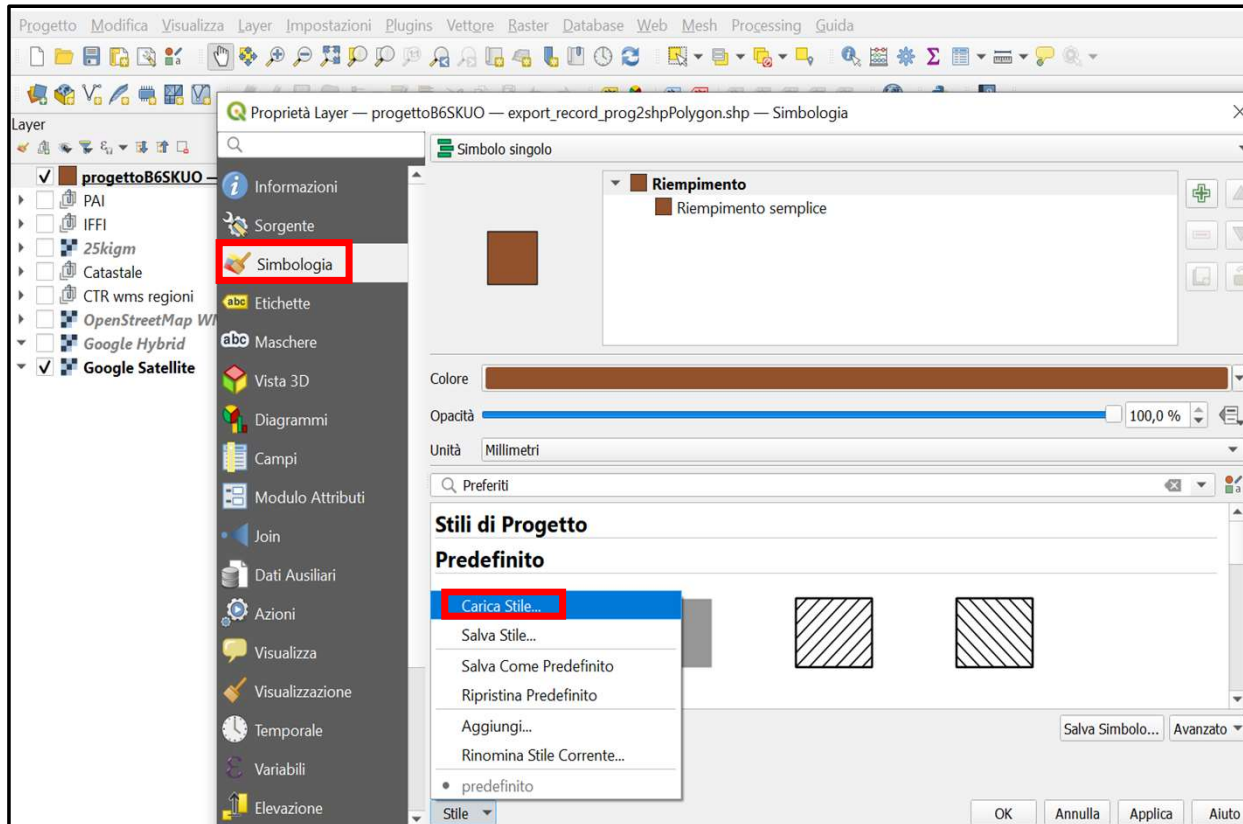 Progetto Modifica Visualizza Layer Impostazioni Plugins Vettore Raster Database Web Mesh Processing Guida
Proprietà Layer — progettoB6SKUO — export_record_prog2shpPolygon.shp — Simbologia
Layer
progettoB6SKUO —
PAI
IFFI
25kigm
Catastale
CTR wms regioni
OpenStreetMap
Google Hybrid
Google Satellite
Informazioni
Sorgente
Simbologia
Etichette
Maschere
Vista 3D
Diagrammi
Campi
Modulo Attributi
Join
Dati Ausiliari
Azioni
Visualizza
Visualizzazione
Temporale
Variabili
Elevazione
Simbolo singolo
Riempimento
Riempimento semplice
Colore
Opacità 100,0 %
Unità Millimetri
Preferiti
Stili di Progetto
Predefinito
Carica Stile...
Salva Stile...
Salva Come Predefinito
Ripristina Predefinito
Aggiungi...
Rinomina Stile Corrente...
predefinito
Salva Simbolo... Avanzato
Stile OK Annulla Applica Aiuto